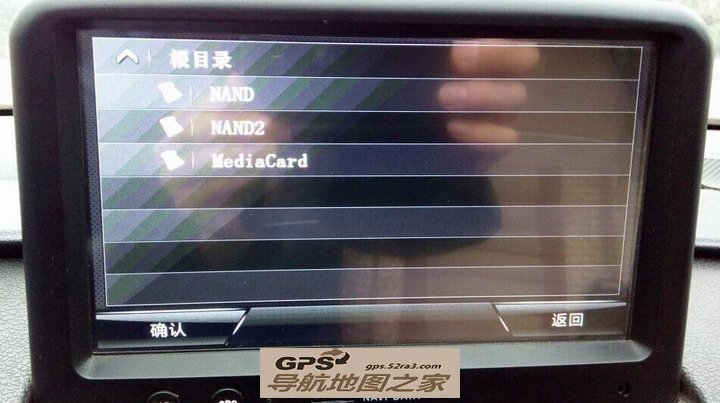 根目录
NAND
NAND2
MediaCard
确认
返回
GPS
gps.52ra3.com
导航地图之家